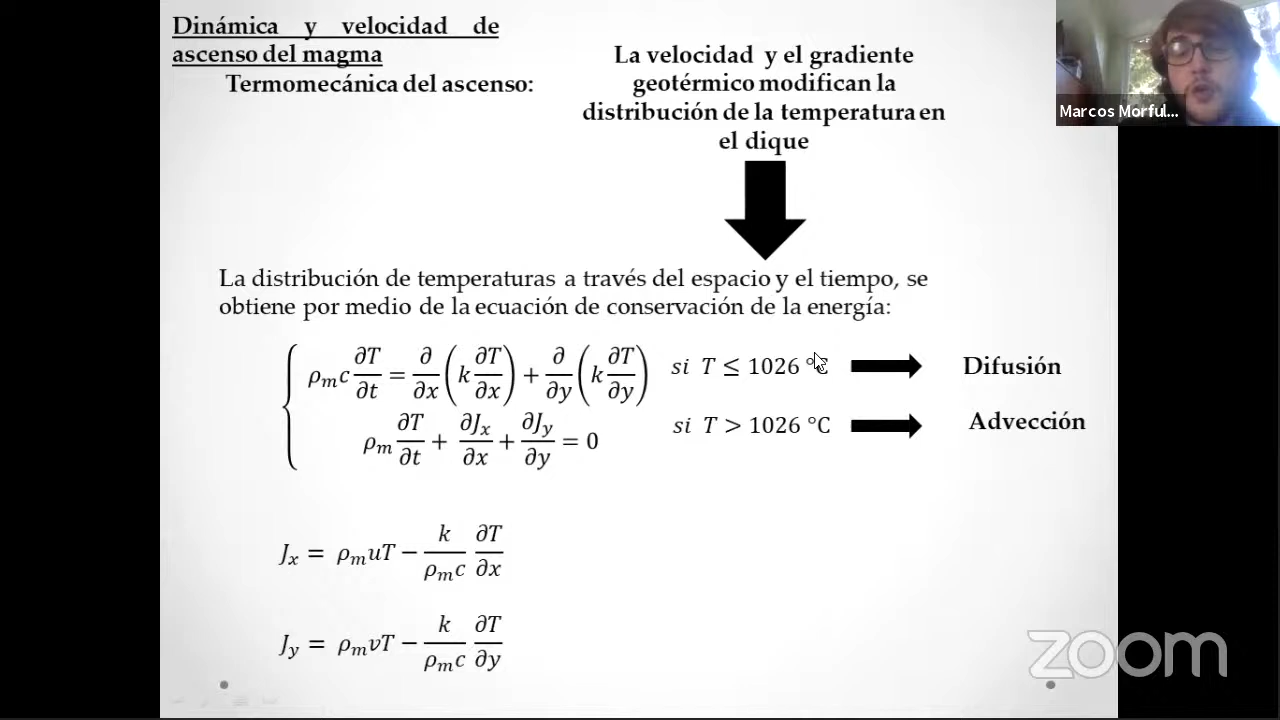 Dinámica y velocidad de
ascenso del magma
Termomecánica del ascenso:
La velocidad y el gradiente
geotérmico modifican la
distribución de la temperatura en
el dique
Marcos Morful...
La distribución de temperaturas a través del espacio y el tiempo, se
obtiene por medio de la ecuación de conservación de la energía:
ρₘc ∂T/∂t = ∂/∂x (k ∂T/∂x) + ∂/∂y (k ∂T/∂y) si T ≤ 1026 °C Difusión
ρₘ ∂T/∂t + ∂Jₓ/∂x + ∂J_y/∂y = 0 si T > 1026 °C Advección
Jₓ = ρₘuT − k/(ρₘc) ∂T/∂x
J_y = ρₘvT − k/(ρₘc) ∂T/∂y
zoom